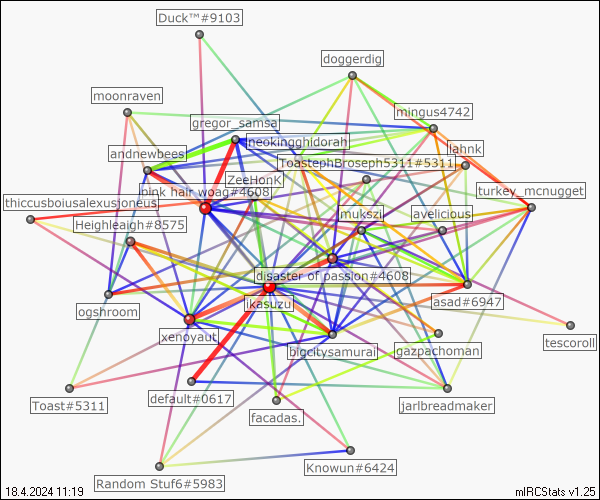 Duck™#9103
doggerdig
moonraven
mingus4742
gregor_samsa
neokingghidorah
andnewbees
lahnk
ToastephBroseph5311#5311
ZeeHonk
pink hair woag#4608
turkey_mcnugget
thiccusboiusalexusjoneus
mukszi
avelicious
Heighleaigh#8575
disaster of passion#4608
ikasuzu
asad#6947
ogshroom
xenoyaut
bigcitysamurai
gazpachoman
tescoroll
Toast#5311
default#0617
facadas.
jarlbreadmaker
Knowun#6424
Random Stuf6#5983
18.4.2024 11:19
mIRCStats v1.25